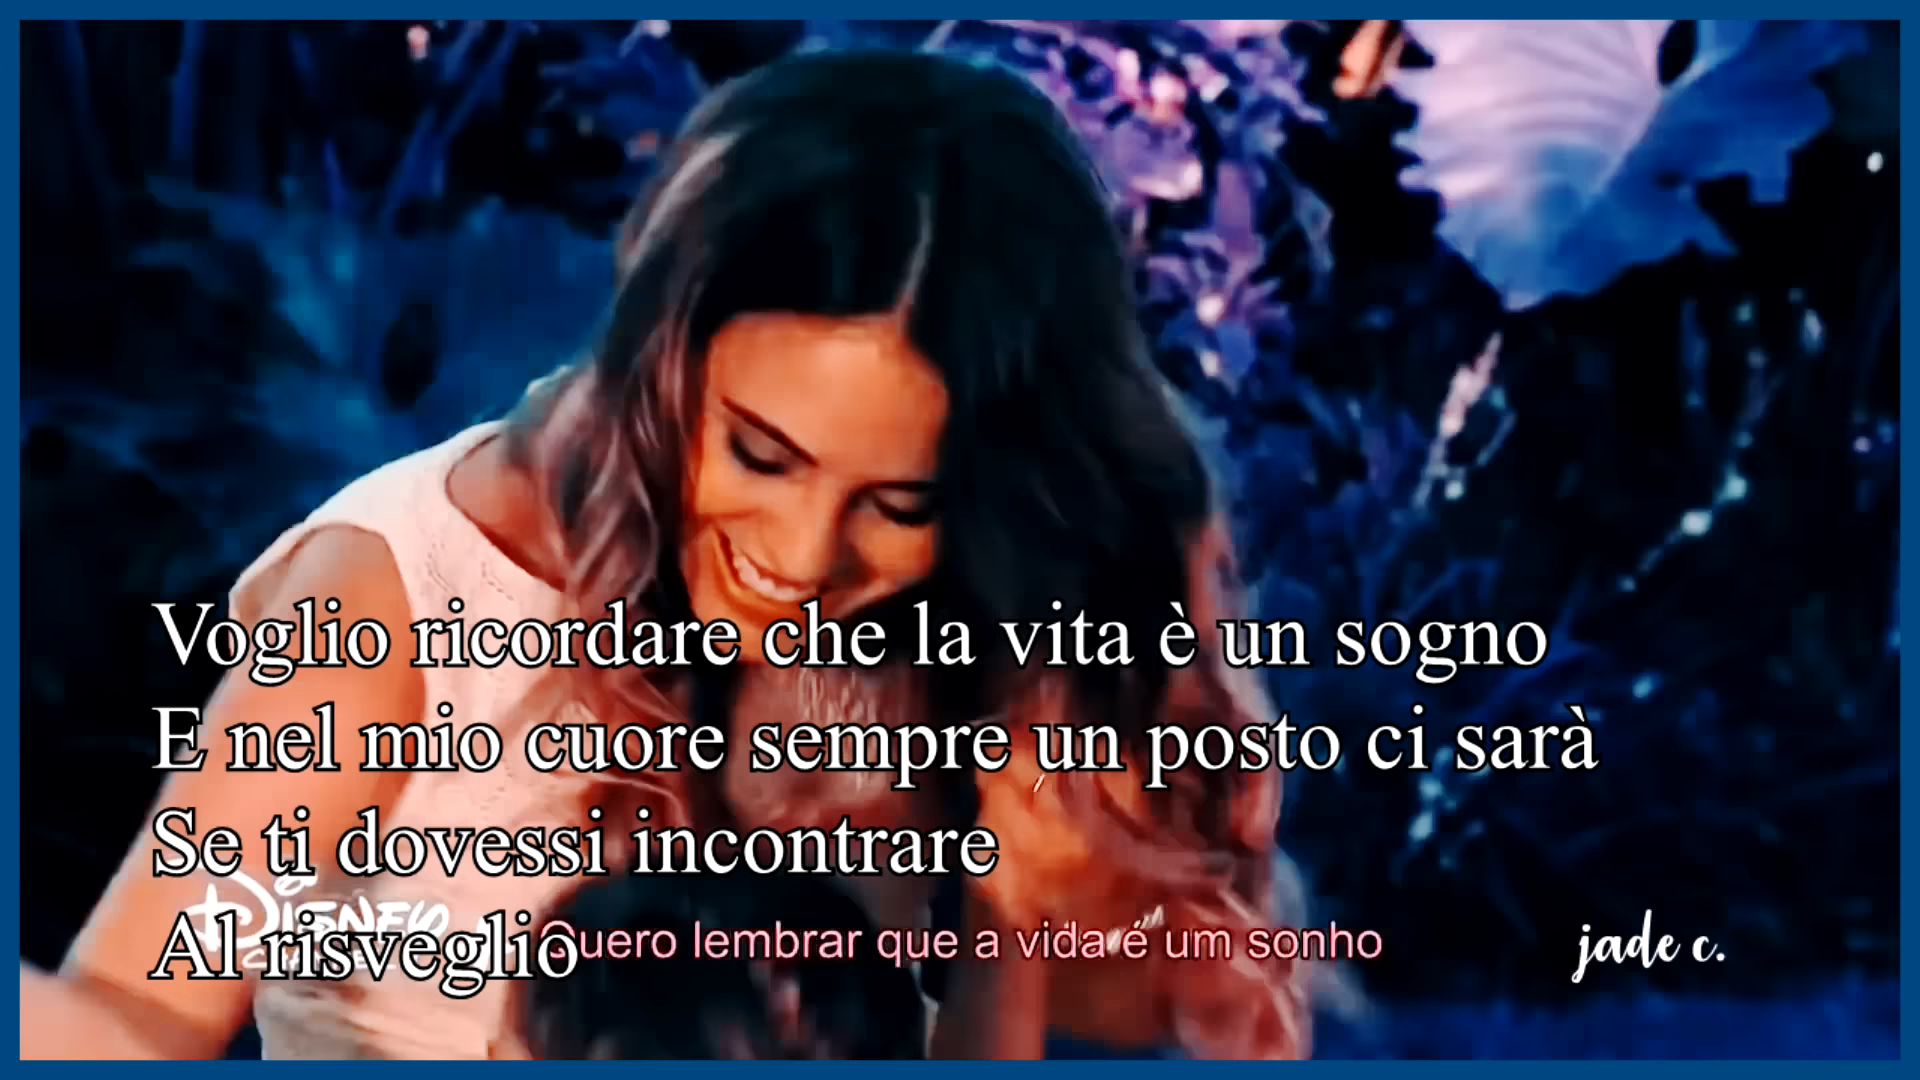 Voglio ricordare che la vita è un sogno
E nel mio cuore sempre un posto ci sarà
Se ti dovessi incontrare
Al risveglio
Quero lembrar que a vida é um sonho
Disney
jade c.